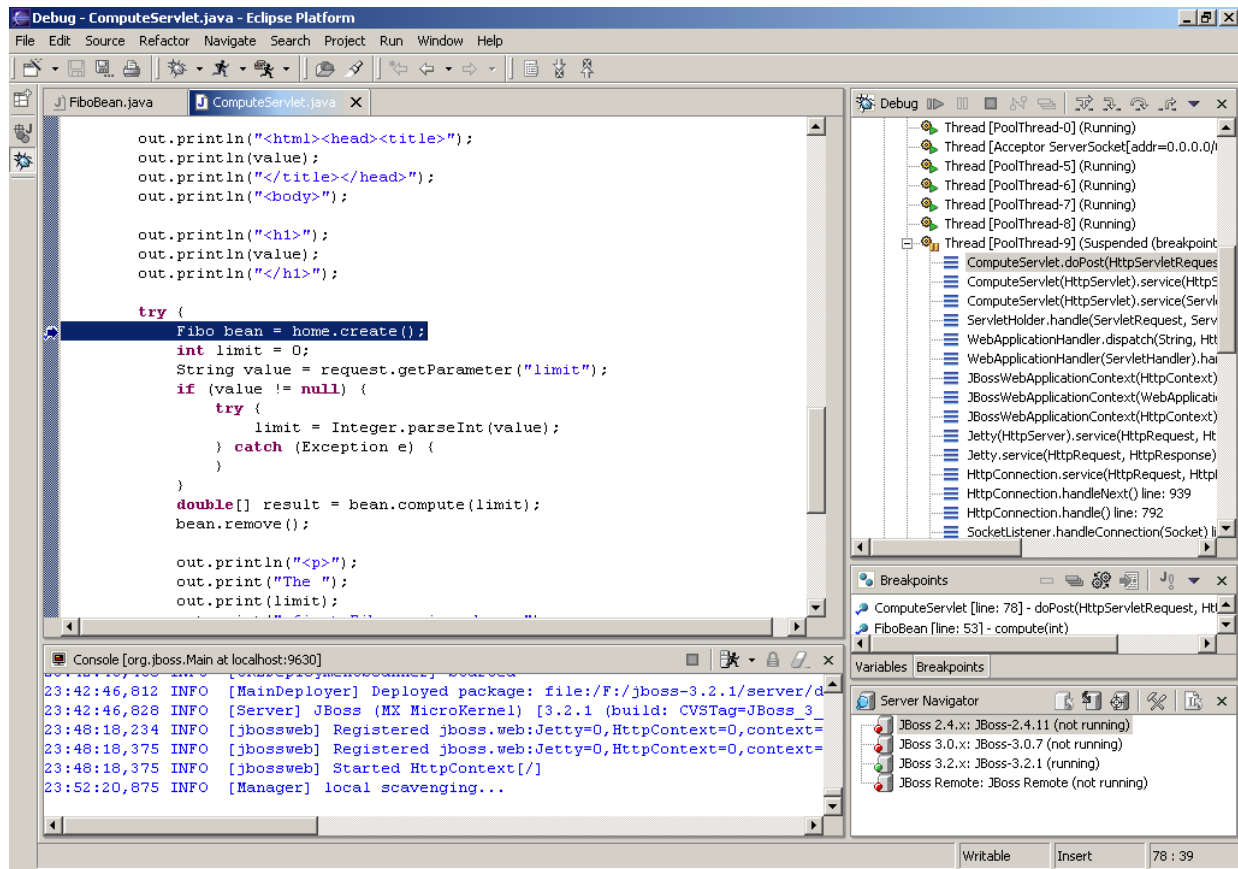 Debug - ComputeServlet.java - Eclipse Platform
File Edit Source Refactor Navigate Search Project Run Window Help
FiboBean.java ComputeServlet.java
out.println("<html><head><title>");
out.println(value);
out.println("</title></head>");
out.println("<body>");
out.println("<h1>");
out.println(value);
out.println("</h1>");
try {
Fibo bean = home.create();
int limit = 0;
String value = request.getParameter("limit");
if (value != null) {
try {
limit = Integer.parseInt(value);
} catch (Exception e) {
}
}
double[] result = bean.compute(limit);
bean.remove();
out.println("<p>");
out.print("The ");
out.print(limit);
Debug
Thread [PoolThread-0] (Running)
Thread [Acceptor ServerSocket[addr=0.0.0.0/
Thread [PoolThread-5] (Running)
Thread [PoolThread-6] (Running)
Thread [PoolThread-7] (Running)
Thread [PoolThread-8] (Running)
Thread [PoolThread-9] (Suspended (breakpoint
ComputeServlet.doPost(HttpServletReques
ComputeServlet(HttpServlet).service(HttpS
ComputeServlet(HttpServlet).service(Servl
ServletHolder.handle(ServletRequest, Serv
WebApplicationHandler.dispatch(String, Htt
WebApplicationHandler(ServletHandler).hai
JBossWebApplicationContext(HttpContext)
JBossWebApplicationContext(WebApplicati
JBossWebApplicationContext(HttpContext)
Jetty(HttpServer).service(HttpRequest, Ht
Jetty.service(HttpRequest, HttpResponse)
HttpConnection.service(HttpRequest, Http
HttpConnection.handleNext() line: 939
HttpConnection.handle() line: 792
SocketListener.handleConnection(Socket) li
Breakpoints
ComputeServlet [line: 78] - doPost(HttpServletRequest, Htt
FiboBean [line: 53] - compute(int)
Variables Breakpoints
Console [org.jboss.Main at localhost:9630]
23:42:46,812 INFO [MainDeployer] Deployed package: file:/F:/jboss-3.2.1/server/d
23:42:46,828 INFO [Server] JBoss (MX MicroKernel) [3.2.1 (build: CVSTag=JBoss_3_
23:48:18,234 INFO [jbossweb] Registered jboss.web:Jetty=0,HttpContext=0,context=
23:48:18,375 INFO [jbossweb] Registered jboss.web:Jetty=0,HttpContext=0,context=
23:48:18,375 INFO [jbossweb] Started HttpContext[/]
23:52:20,875 INFO [Manager] local scavenging...
Server Navigator
JBoss 2.4.x: JBoss-2.4.11 (not running)
JBoss 3.0.x: JBoss-3.0.7 (not running)
JBoss 3.2.x: JBoss-3.2.1 (running)
JBoss Remote: JBoss Remote (not running)
Writable Insert 78 : 39